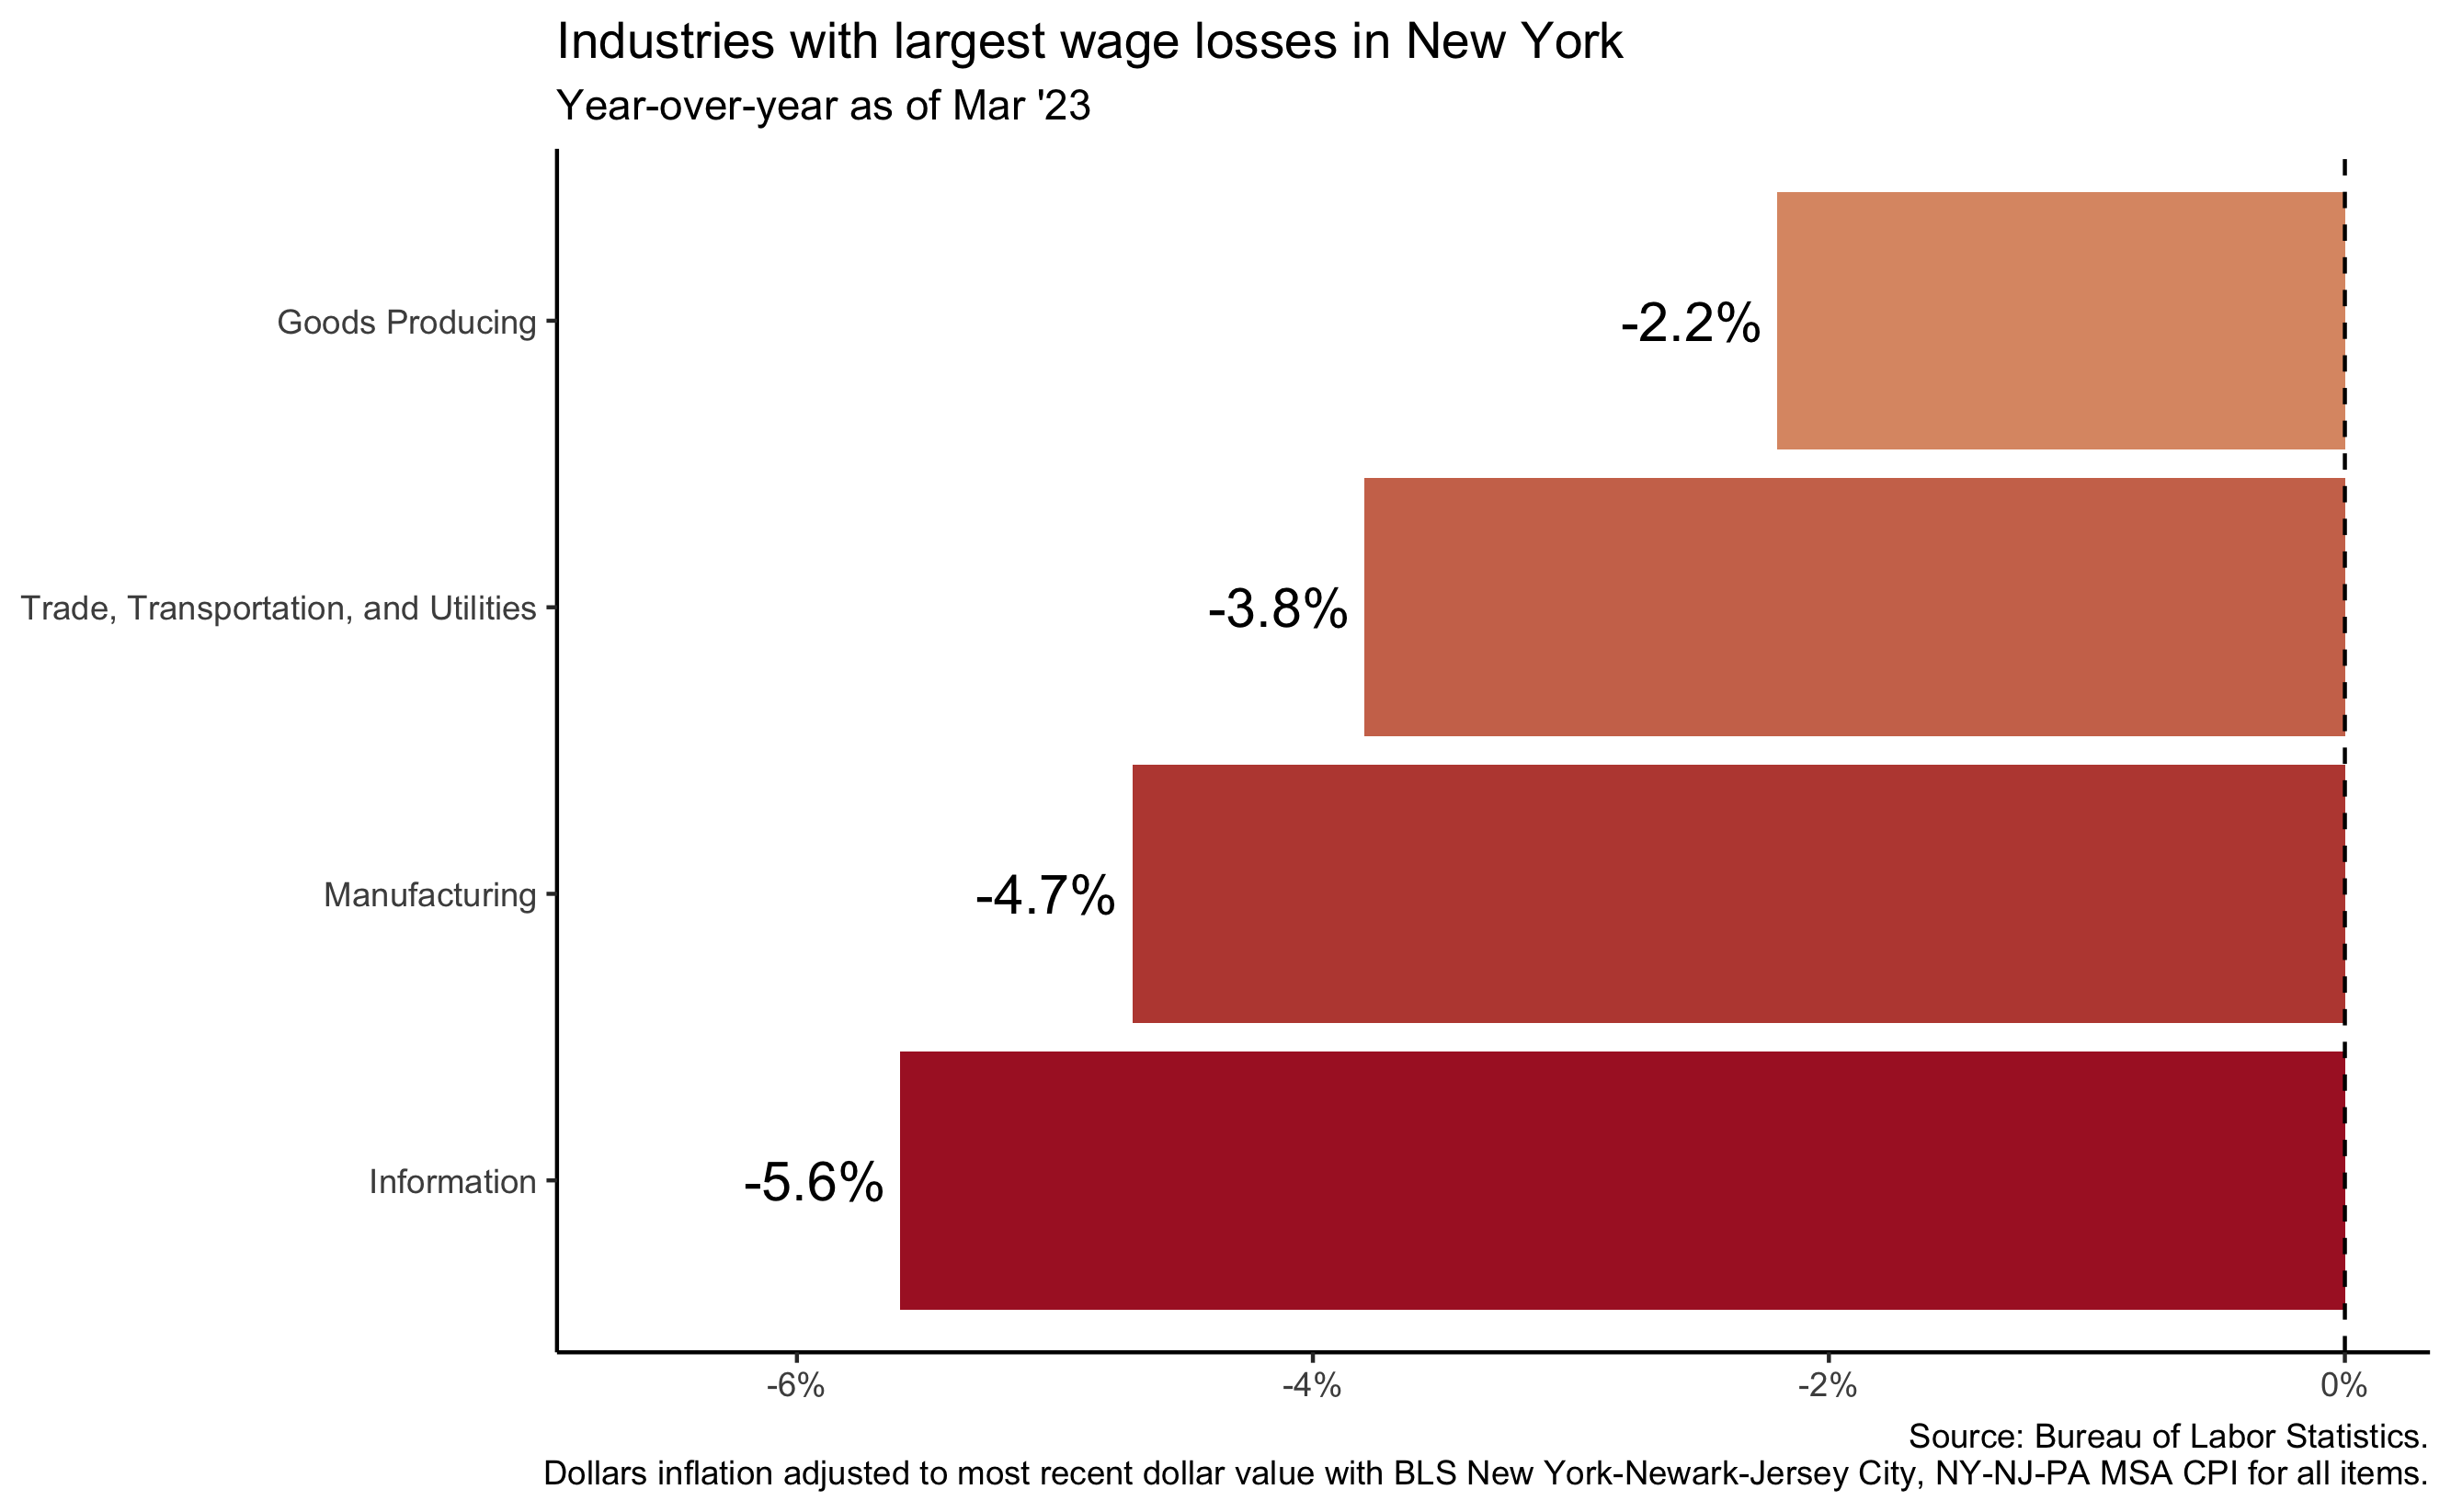 Industries with largest wage losses in New York
Year-over-year as of Mar '23
Goods Producing
-2.2%
Trade, Transportation, and Utilities
-3.8%
Manufacturing
-4.7%
Information
-5.6%
-6%
-4%
-2%
0%
Source: Bureau of Labor Statistics.
Dollars inflation adjusted to most recent dollar value with BLS New York-Newark-Jersey City, NY-NJ-PA MSA CPI for all items.